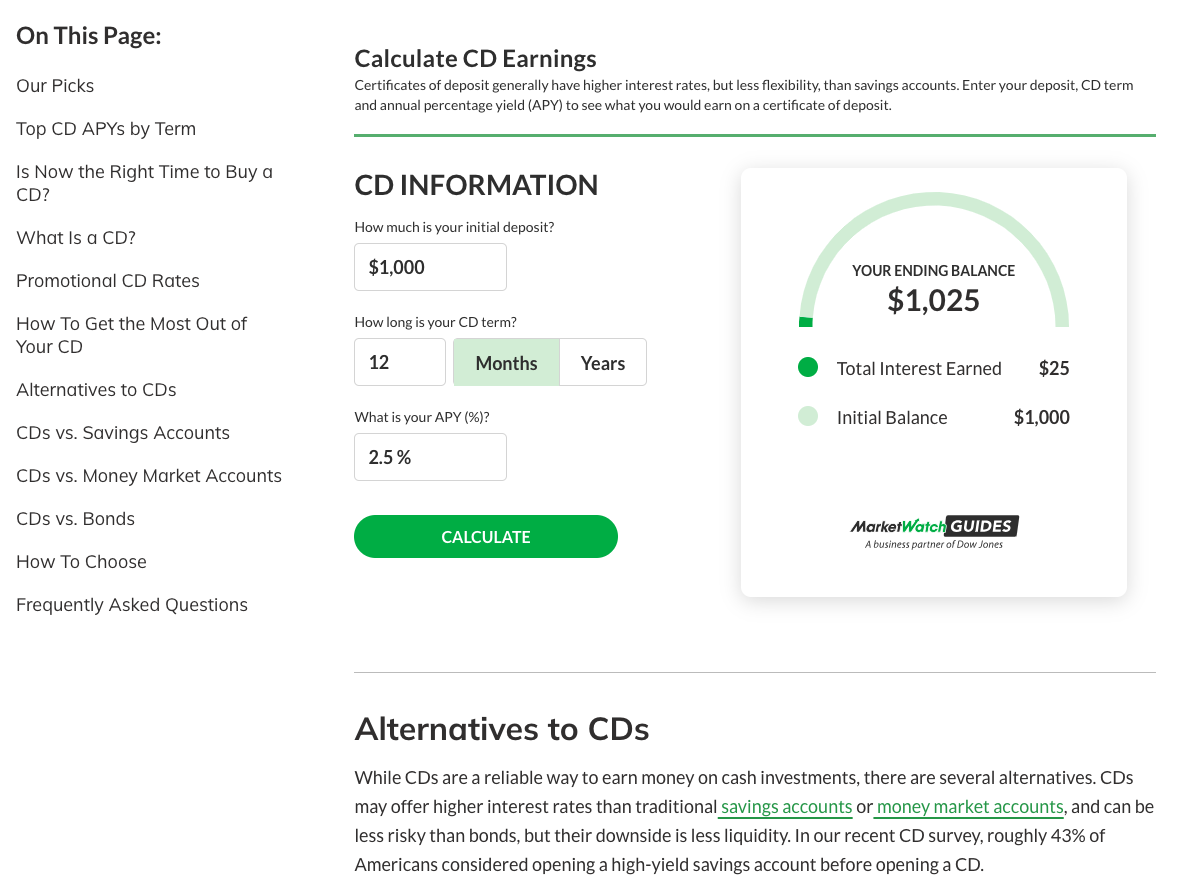 On This Page:
Our Picks
Top CD APYs by Term
Is Now the Right Time to Buy a
CD?
What Is a CD?
Promotional CD Rates
How To Get the Most Out of
Your CD
Alternatives to CDs
CDs vs. Savings Accounts
CDs vs. Money Market Accounts
CDs vs. Bonds
How To Choose
Frequently Asked Questions
Calculate CD Earnings
Certificates of deposit generally have higher interest rates, but less flexibility, than savings accounts. Enter your deposit, CD term
and annual percentage yield (APY) to see what you would earn on a certificate of deposit.
CD INFORMATION
How much is your initial deposit?
$1,000
How long is your CD term?
12 Months Years
What is your APY (%)?
2.5 %
CALCULATE
YOUR ENDING BALANCE
$1,025
Total Interest Earned $25
Initial Balance $1,000
MarketWatch GUIDES
A business partner of Dow Jones
Alternatives to CDs
While CDs are a reliable way to earn money on cash investments, there are several alternatives. CDs
may offer higher interest rates than traditional savings accounts or money market accounts, and can be
less risky than bonds, but their downside is less liquidity. In our recent CD survey, roughly 43% of
Americans considered opening a high-yield savings account before opening a CD.